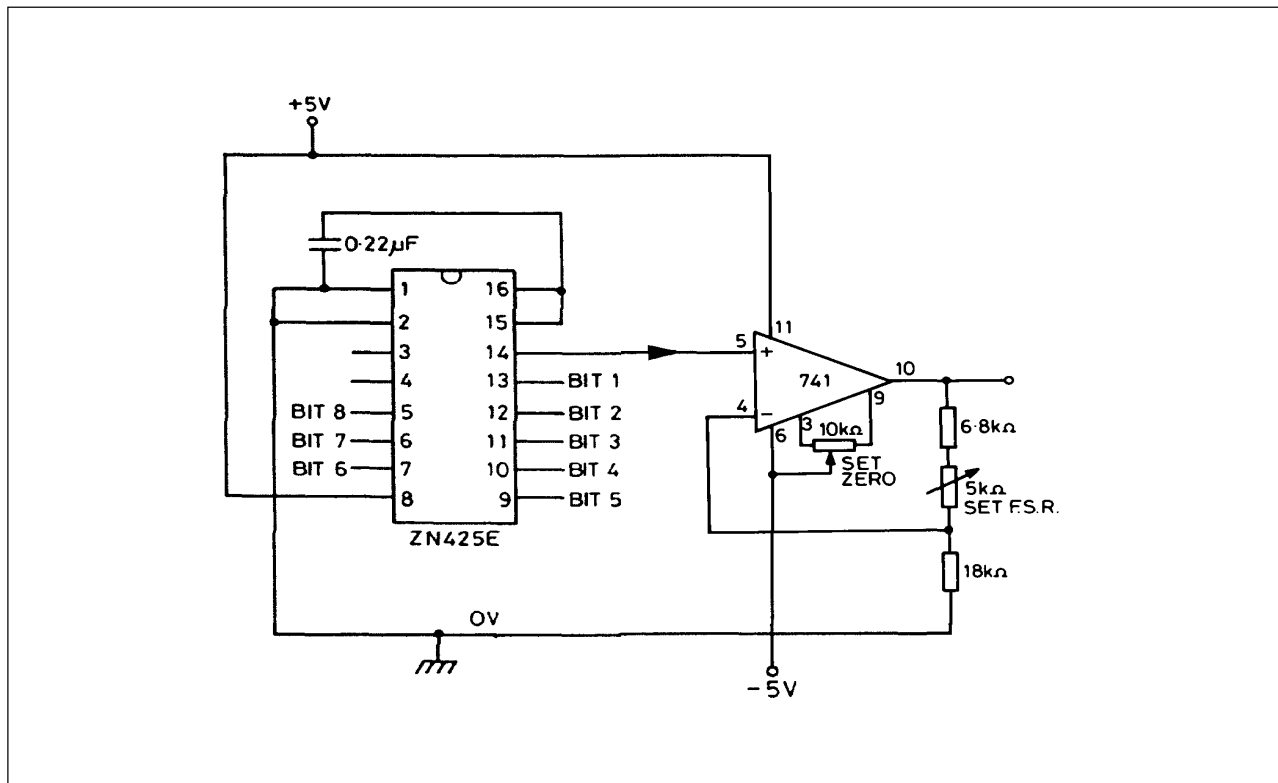 +5V
0·22µF
1 16
2 15
3 14
4 13 BIT 1
BIT 8 5 12 BIT 2
BIT 7 6 11 BIT 3
BIT 6 7 10 BIT 4
8 9 BIT 5
ZN425E
5 + 11
741
10
4 −
6
3
9
10kΩ
SET
ZERO
6·8kΩ
5kΩ
SET F.S.R.
18kΩ
0V
−5V